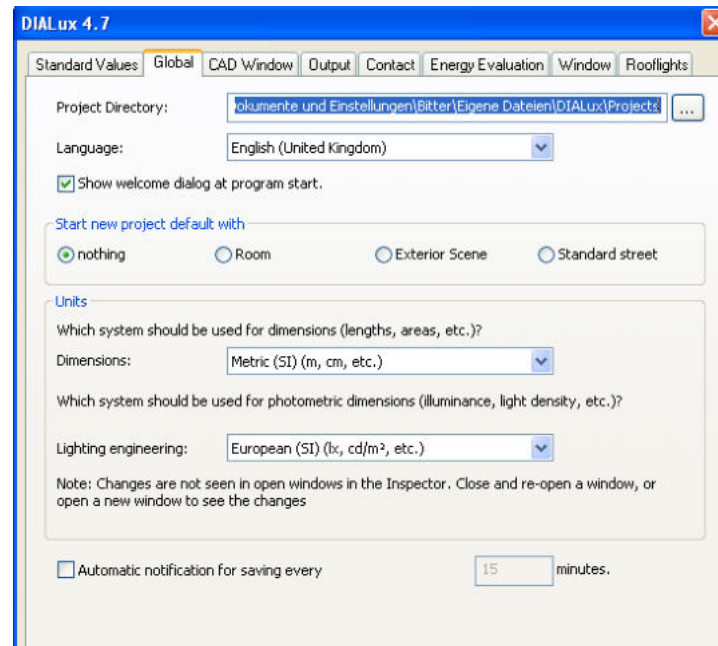 DIALux 4.7
Standard Values Global CAD Window Output Contact Energy Evaluation Window Rooflights
Project Directory: okumente und Einstellungen\Bitter\Eigene Dateien\DIALux\Projects ...
Language: English (United Kingdom)
Show welcome dialog at program start.
Start new project default with
nothing Room Exterior Scene Standard street
Units
Which system should be used for dimensions (lengths, areas, etc.)?
Dimensions: Metric (SI) (m, cm, etc.)
Which system should be used for photometric dimensions (illuminance, light density, etc.)?
Lighting engineering: European (SI) (lx, cd/m², etc.)
Note: Changes are not seen in open windows in the Inspector. Close and re-open a window, or
open a new window to see the changes
Automatic notification for saving every 15 minutes.